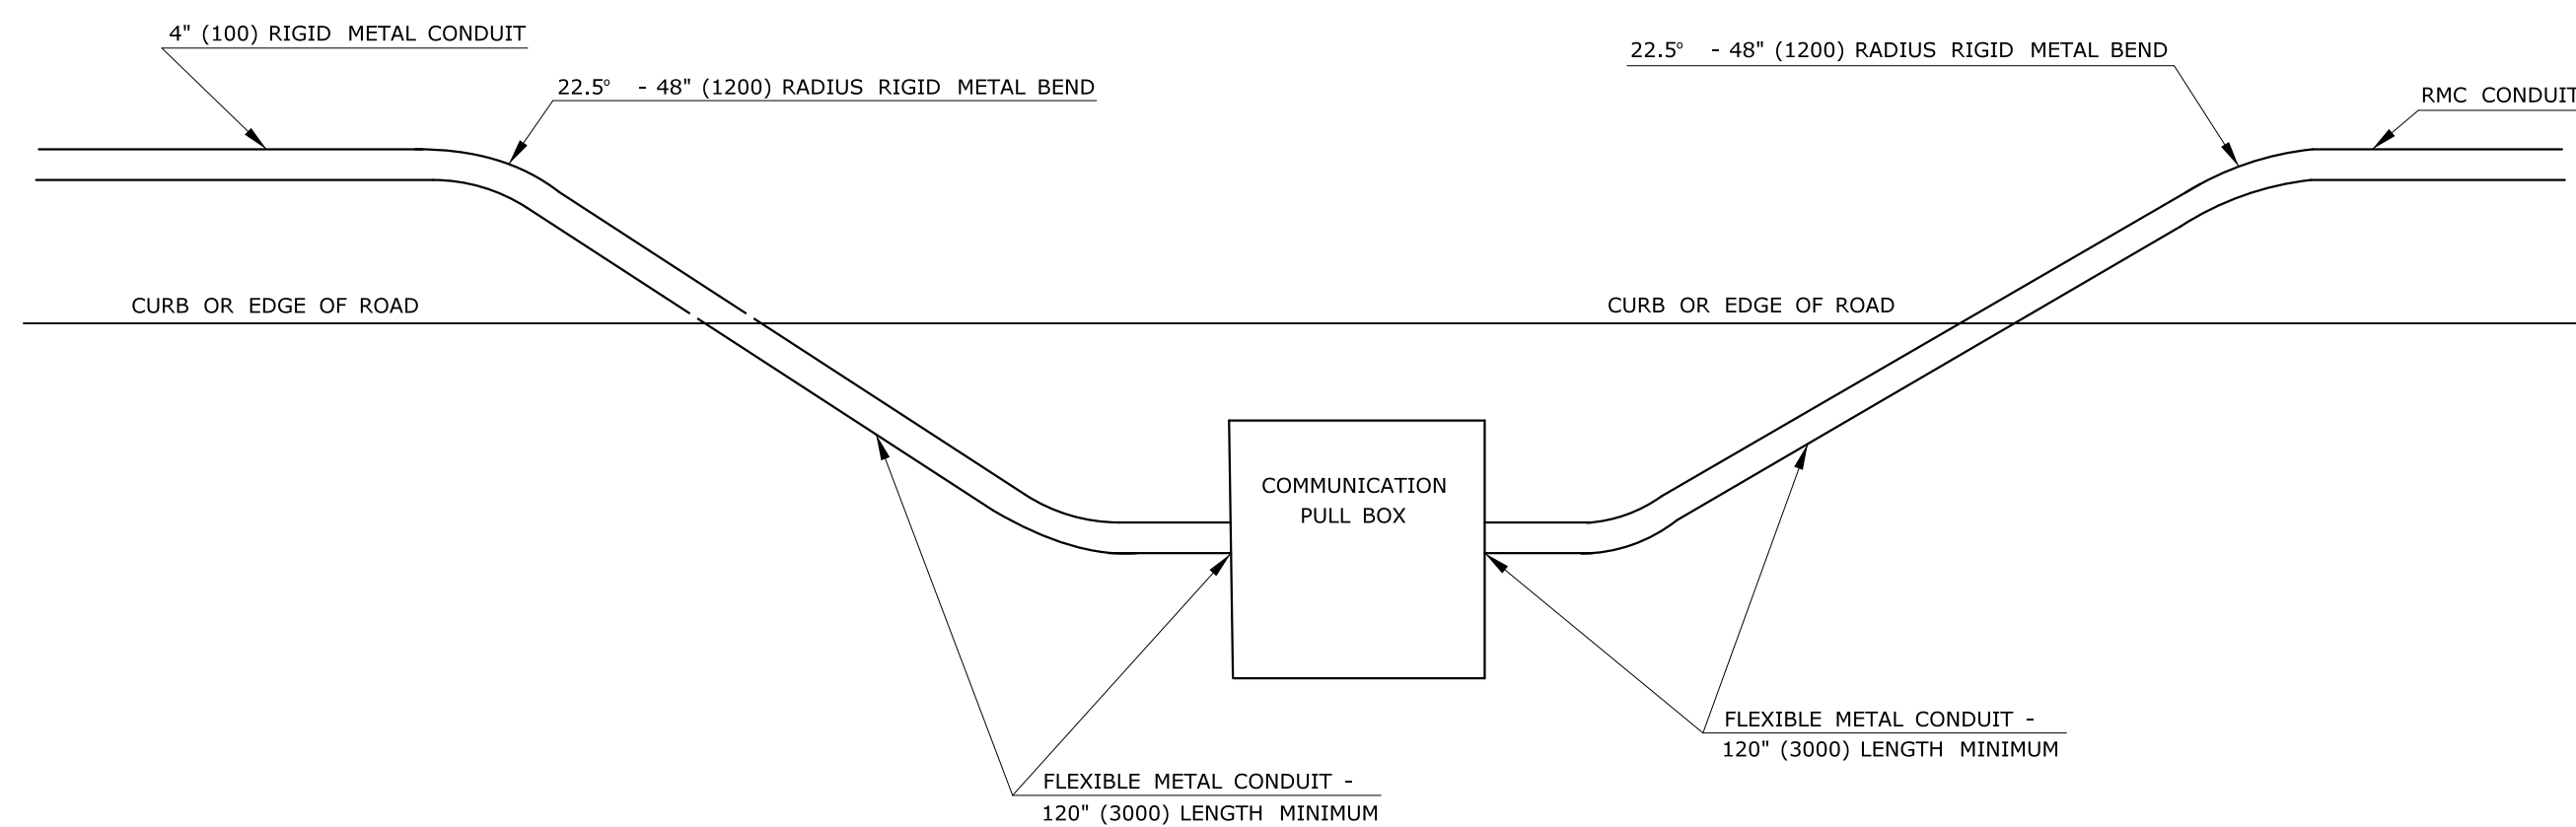 4" (100) RIGID METAL CONDUIT
22.5° - 48" (1200) RADIUS RIGID METAL BEND
22.5° - 48" (1200) RADIUS RIGID METAL BEND
RMC CONDUIT
CURB OR EDGE OF ROAD
CURB OR EDGE OF ROAD
COMMUNICATION
PULL BOX
FLEXIBLE METAL CONDUIT -
120" (3000) LENGTH MINIMUM
FLEXIBLE METAL CONDUIT -
120" (3000) LENGTH MINIMUM